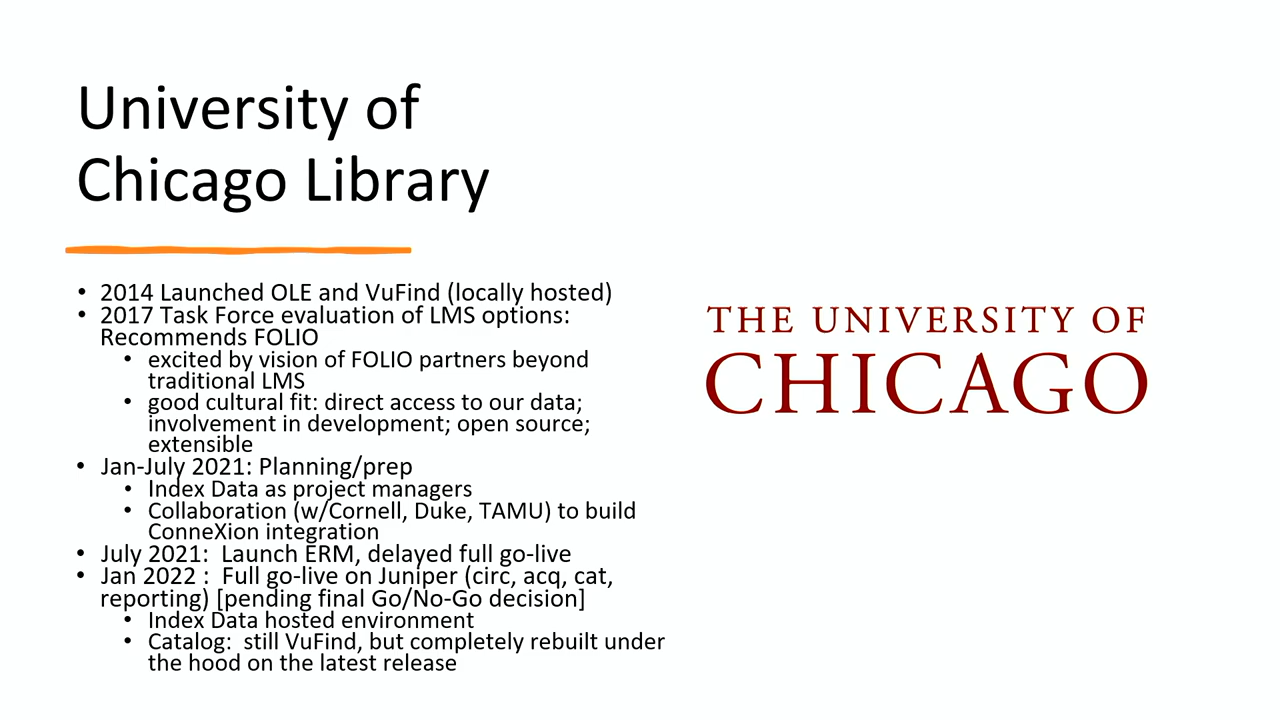 University of
Chicago Library
• 2014 Launched OLE and VuFind (locally hosted)
• 2017 Task Force evaluation of LMS options:
Recommends FOLIO
• excited by vision of FOLIO partners beyond
traditional LMS
• good cultural fit: direct access to our data;
involvement in development; open source;
extensible
• Jan-July 2021: Planning/prep
• Index Data as project managers
• Collaboration (w/Cornell, Duke, TAMU) to build
ConneXion integration
• July 2021:  Launch ERM, delayed full go-live
• Jan 2022 :  Full go-live on Juniper (circ, acq, cat,
reporting) [pending final Go/No-Go decision]
• Index Data hosted environment
• Catalog:  still VuFind, but completely rebuilt under
the hood on the latest release
THE UNIVERSITY OF
CHICAGO